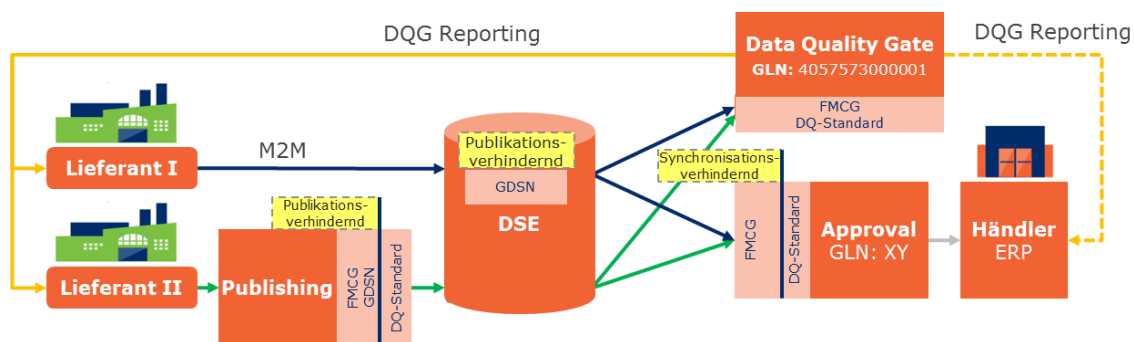 DQG Reporting
DQG Reporting
Data Quality Gate
GLN: 4057573000001
FMCG
DQ-Standard
Lieferant I
M2M
Publikations-
verhindernd
GDSN
DSE
Synchronisations-
verhindernd
Lieferant II
Publishing
Publikations-
verhindernd
FMCG
GDSN
DQ-Standard
FMCG
DQ-Standard
Approval
GLN: XY
Händler
ERP